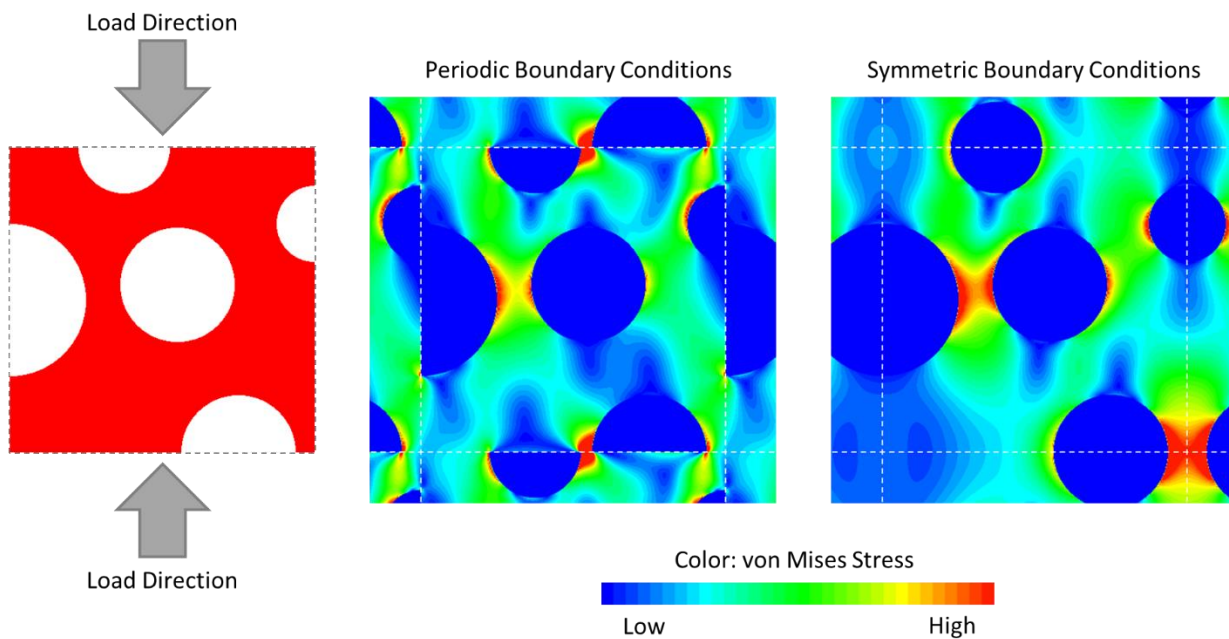 Load Direction
Periodic Boundary Conditions
Symmetric Boundary Conditions
Load Direction
Color: von Mises Stress
Low
High